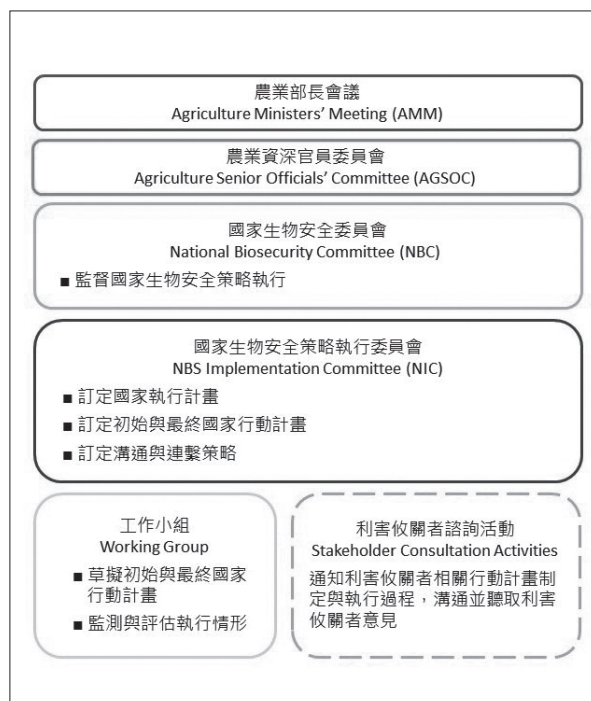 農業部長會議
Agriculture Ministers’ Meeting (AMM)
農業資深官員委員會
Agriculture Senior Officials’ Committee (AGSOC)
國家生物安全委員會
National Biosecurity Committee (NBC)
■ 監督國家生物安全策略執行
國家生物安全策略執行委員會
NBS Implementation Committee (NIC)
■ 訂定國家執行計畫
■ 訂定初始與最終國家行動計畫
■ 訂定溝通與連繫策略
工作小組
Working Group
■ 草擬初始與最終國家
行動計畫
■ 監測與評估執行情形
利害攸關者諮詢活動
Stakeholder Consultation Activities
通知利害攸關者相關行動計畫制
定與執行過程，溝通並聽取利害
攸關者意見